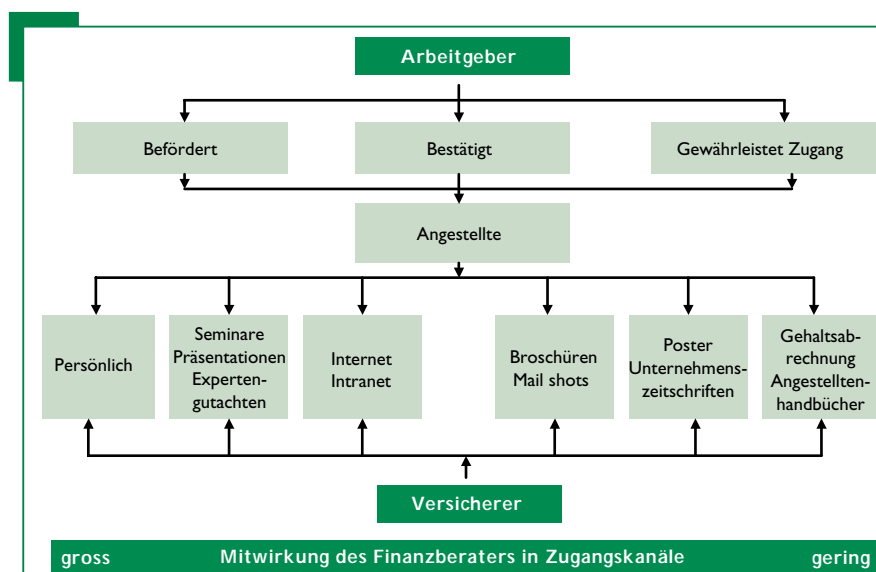 Arbeitgeber
Befördert
Bestätigt
Gewährleistet Zugang
Angestellte
Persönlich
Seminare
Präsentationen
Experten-
gutachten
Internet
Intranet
Broschüren
Mail shots
Poster
Unternehmens-
zeitschriften
Gehaltsab-
rechnung
Angestellten-
handbücher
Versicherer
gross Mitwirkung des Finanzberaters in Zugangskanäle gering